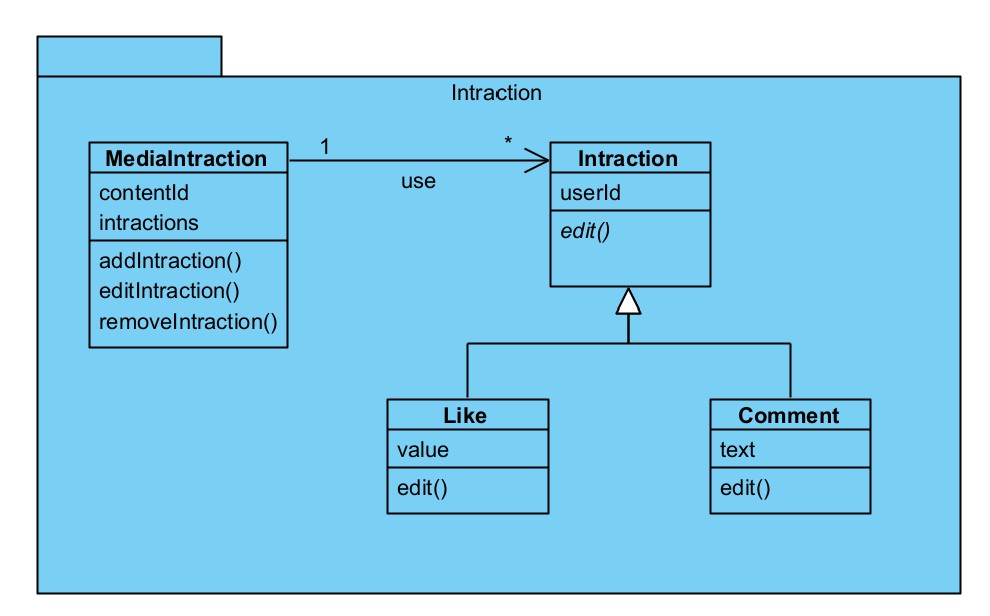 Intraction
MediaIntraction
contentId
intractions
addIntraction()
editIntraction()
removeIntraction()
1
*
use
Intraction
userId
edit()
Like
value
edit()
Comment
text
edit()